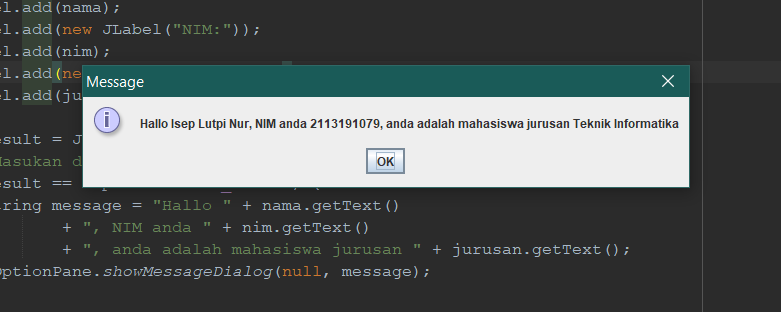 el.add(nama);
el.add(new JLabel("NIM:"));
el.add(nim);
el.add(ne
el.add(ju
Message
Hallo Isep Lutpi Nur, NIM anda 2113191079, anda adalah mahasiswa jurusan Teknik Informatika
OK
esult = J
Masukan d
esult ==
ring message = "Hallo " + nama.getText()
+ ", NIM anda " + nim.getText()
+ ", anda adalah mahasiswa jurusan " + jurusan.getText();
OptionPane.showMessageDialog(null, message);